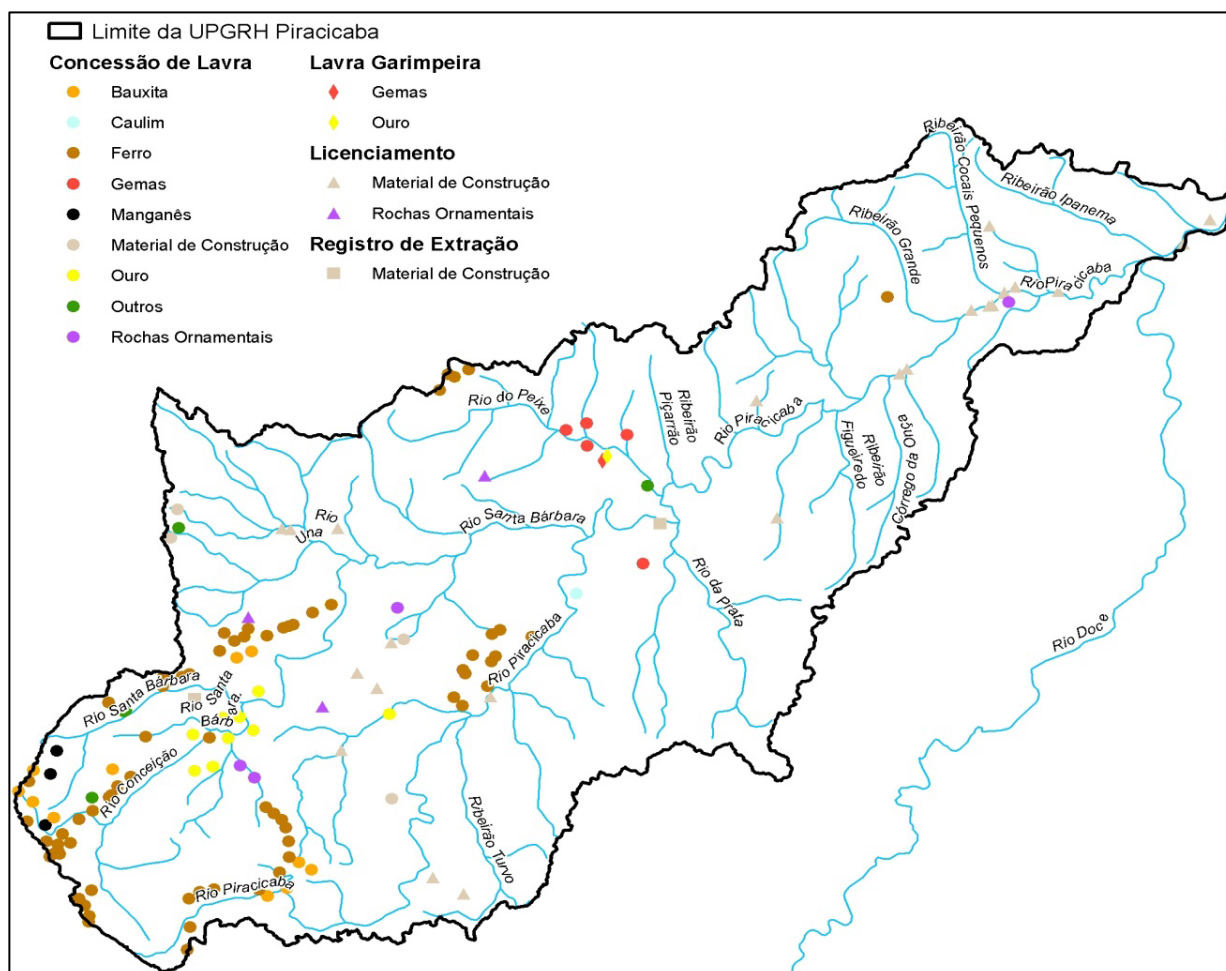 Limite da UPGRH Piracicaba
Concessão de Lavra
Bauxita
Caulim
Ferro
Gemas
Manganês
Material de Construção
Ouro
Outros
Rochas Ornamentais
Lavra Garimpeira
Gemas
Ouro
Licenciamento
Material de Construção
Rochas Ornamentais
Registro de Extração
Material de Construção
Ribeirão Cocais Pequenos
Ribeirão Ipanema
Ribeirão Grande
Rio Piracicaba
Rio do Peixe
Ribeirão
Piçarrão
Rio Piracicaba
Ribeirão
Figueiredo
Córrego da Onça
Rio
Una
Rio Santa Bárbara
Rio da Prata
Rio Doce
Rio Piracicaba
Rio Santa Bárbara
Rio Santa
Bárbara.
Rio Conceição
Ribeirão Turvo
Rio Piracicaba